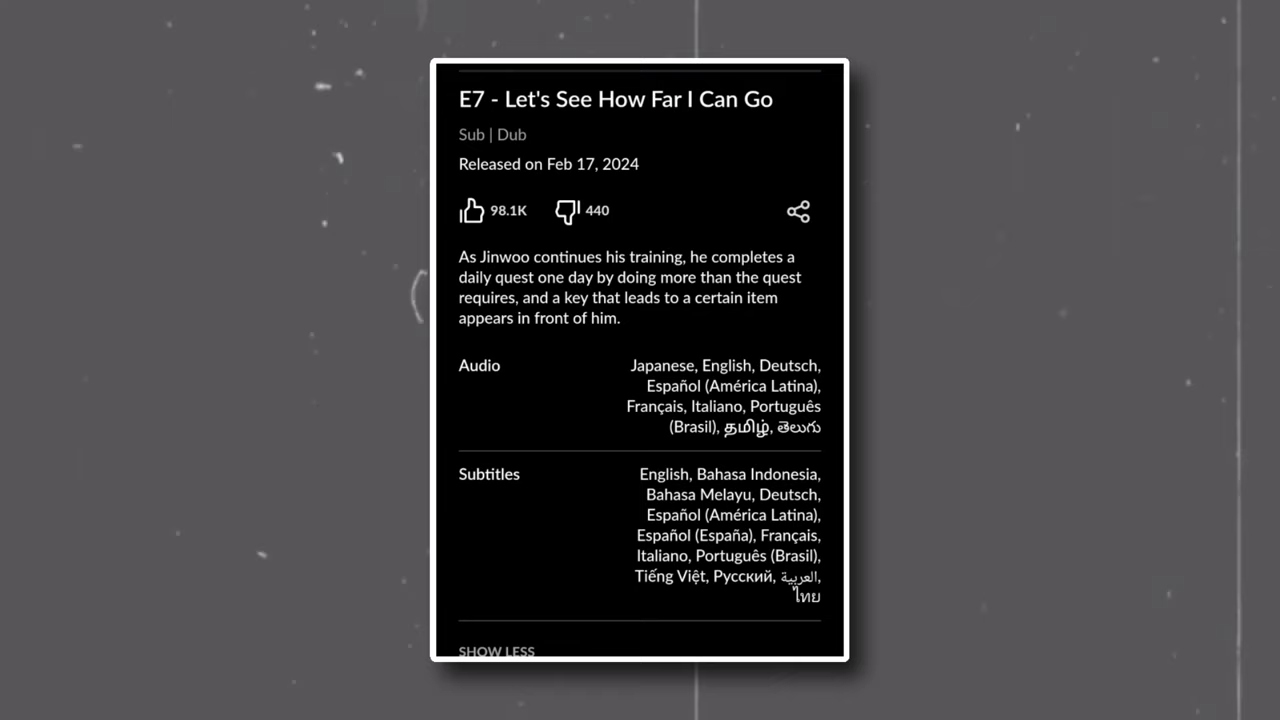 E7 - Let's See How Far I Can Go
Sub | Dub
Released on Feb 17, 2024
98.1K 440
As Jinwoo continues his training, he completes a
daily quest one day by doing more than the quest
requires, and a key that leads to a certain item
appears in front of him.
Audio
Japanese, English, Deutsch,
Español (América Latina),
Français, Italiano, Português
(Brasil), தமிழ், తెలుగు
Subtitles
English, Bahasa Indonesia,
Bahasa Melayu, Deutsch,
Español (América Latina),
Español (España), Français,
Italiano, Português (Brasil),
Tiếng Việt, Русский, العربية,
ไทย
SHOW LESS